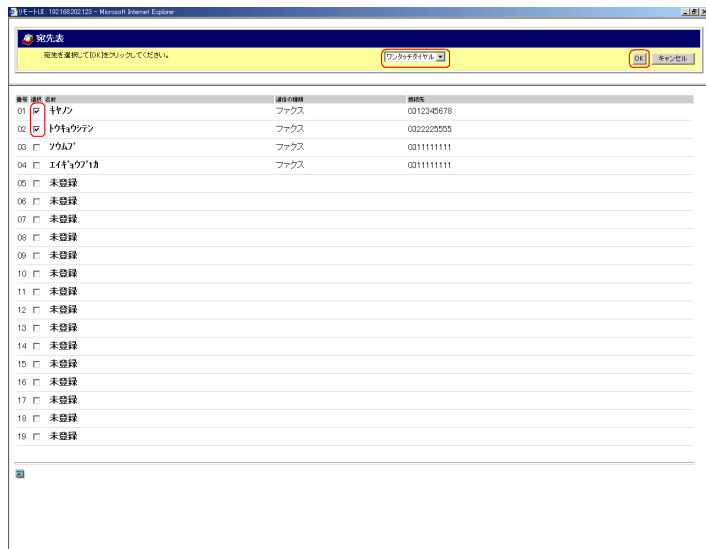 リモートUI : 192.168.202.123 - Microsoft Internet Explorer
宛先表
宛先を選択して[OK]をクリックしてください。 ワンタッチダイヤル OK キャンセル
番号 選択 名前 通信の種類 接続先
01 キヤノン ファクス 0312345678
02 トウキョウシテン ファクス 0322225555
03 ソウムブ ファクス 0311111111
04 エイギョウブ1カ ファクス 0311111111
05 未登録
06 未登録
07 未登録
08 未登録
09 未登録
10 未登録
11 未登録
12 未登録
13 未登録
14 未登録
15 未登録
16 未登録
17 未登録
18 未登録
19 未登録